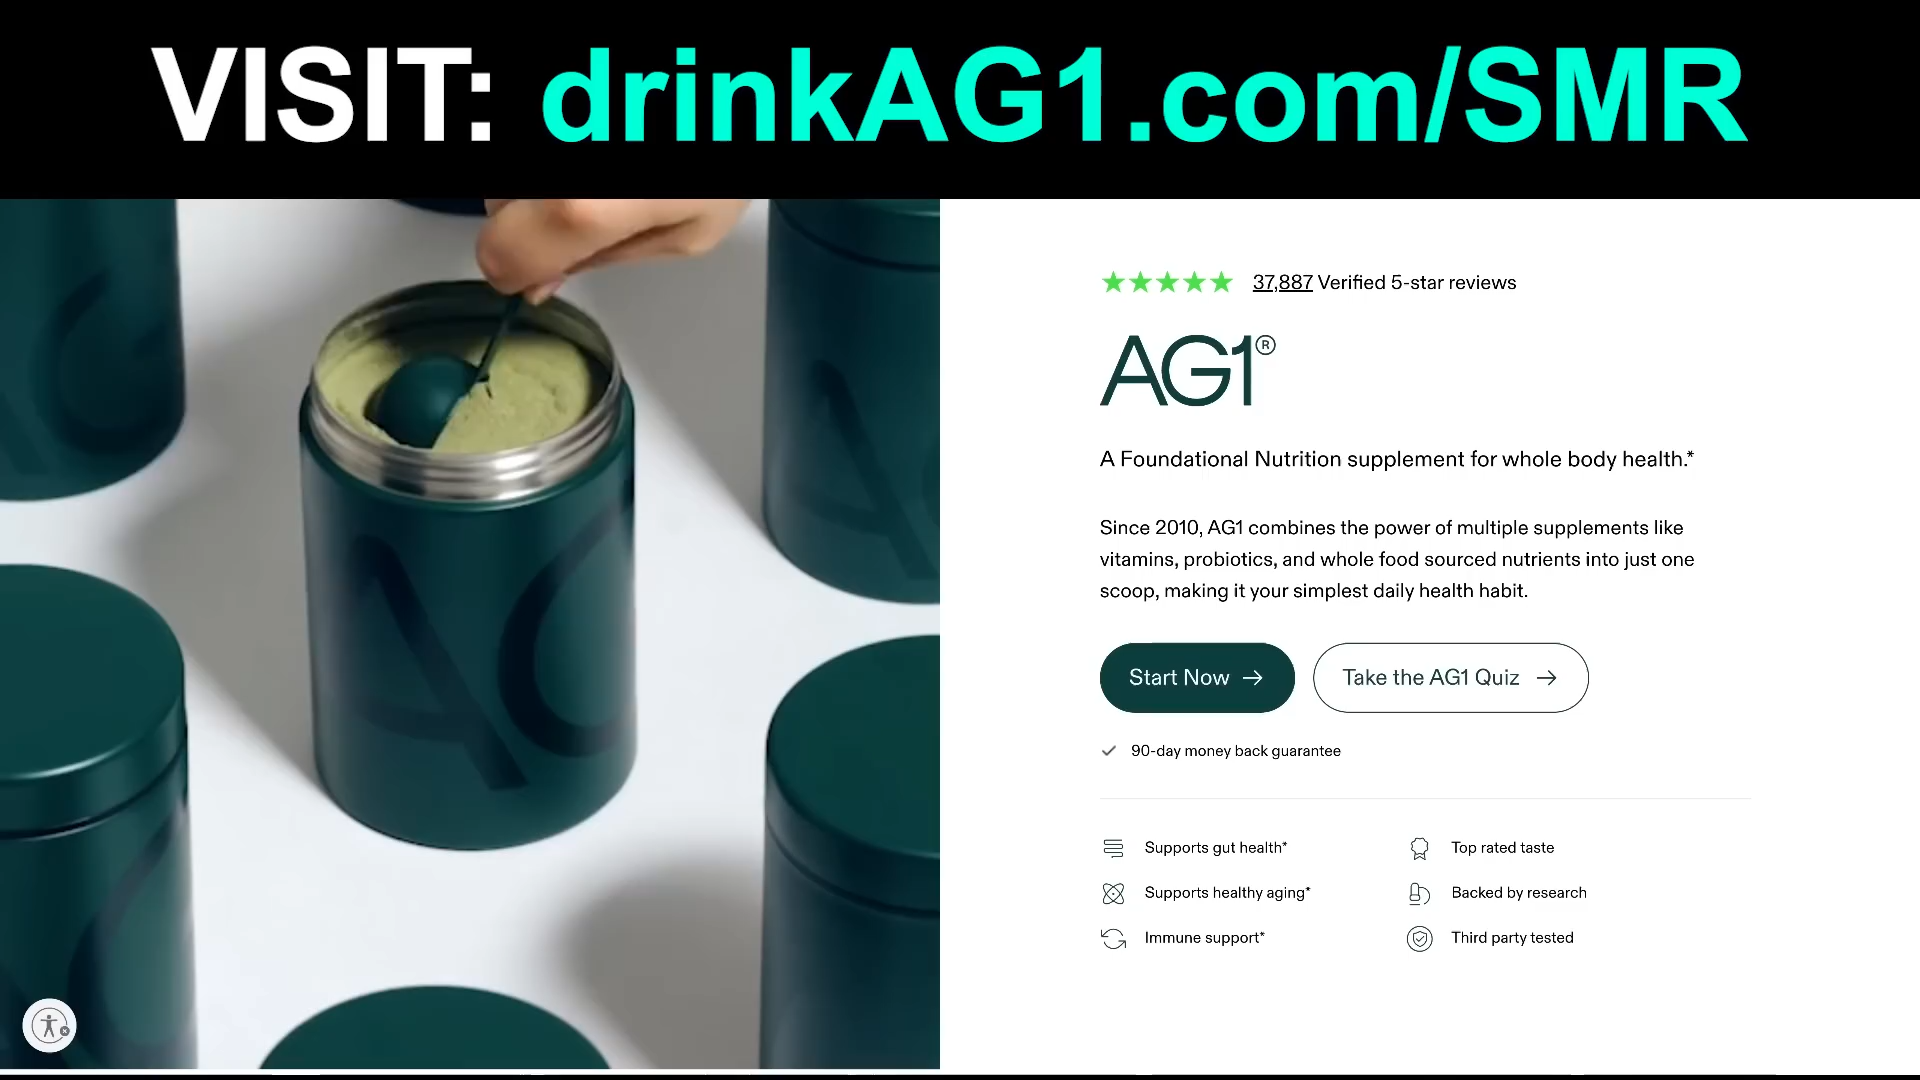 VISIT: drinkAG1.com/SMR
37,887 Verified 5-star reviews
AG1®
A Foundational Nutrition supplement for whole body health.*
Since 2010, AG1 combines the power of multiple supplements like
vitamins, probiotics, and whole food sourced nutrients into just one
scoop, making it your simplest daily health habit.
Start Now → Take the AG1 Quiz →
90-day money back guarantee
Supports gut health* Top rated taste
Supports healthy aging* Backed by research
Immune support* Third party tested
AG